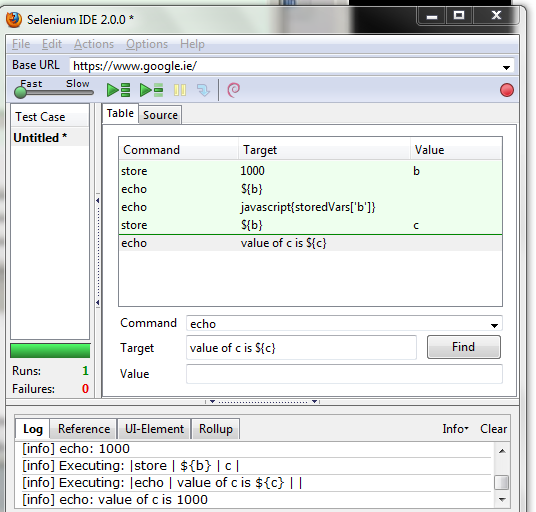 Selenium IDE 2.0.0 *
File Edit Actions Options Help
Base URL https://www.google.ie/
Fast Slow
Test Case
Untitled *
Table Source
Command Target Value
store 1000 b
echo ${b}
echo javascript{storedVars['b']}
store ${b} c
echo value of c is ${c}
Command echo
Target value of c is ${c} Find
Value
Runs: 1
Failures: 0
Log Reference UI-Element Rollup Info Clear
[info] echo: 1000
[info] Executing: |store | ${b} | c |
[info] Executing: |echo | value of c is ${c} | |
[info] echo: value of c is 1000